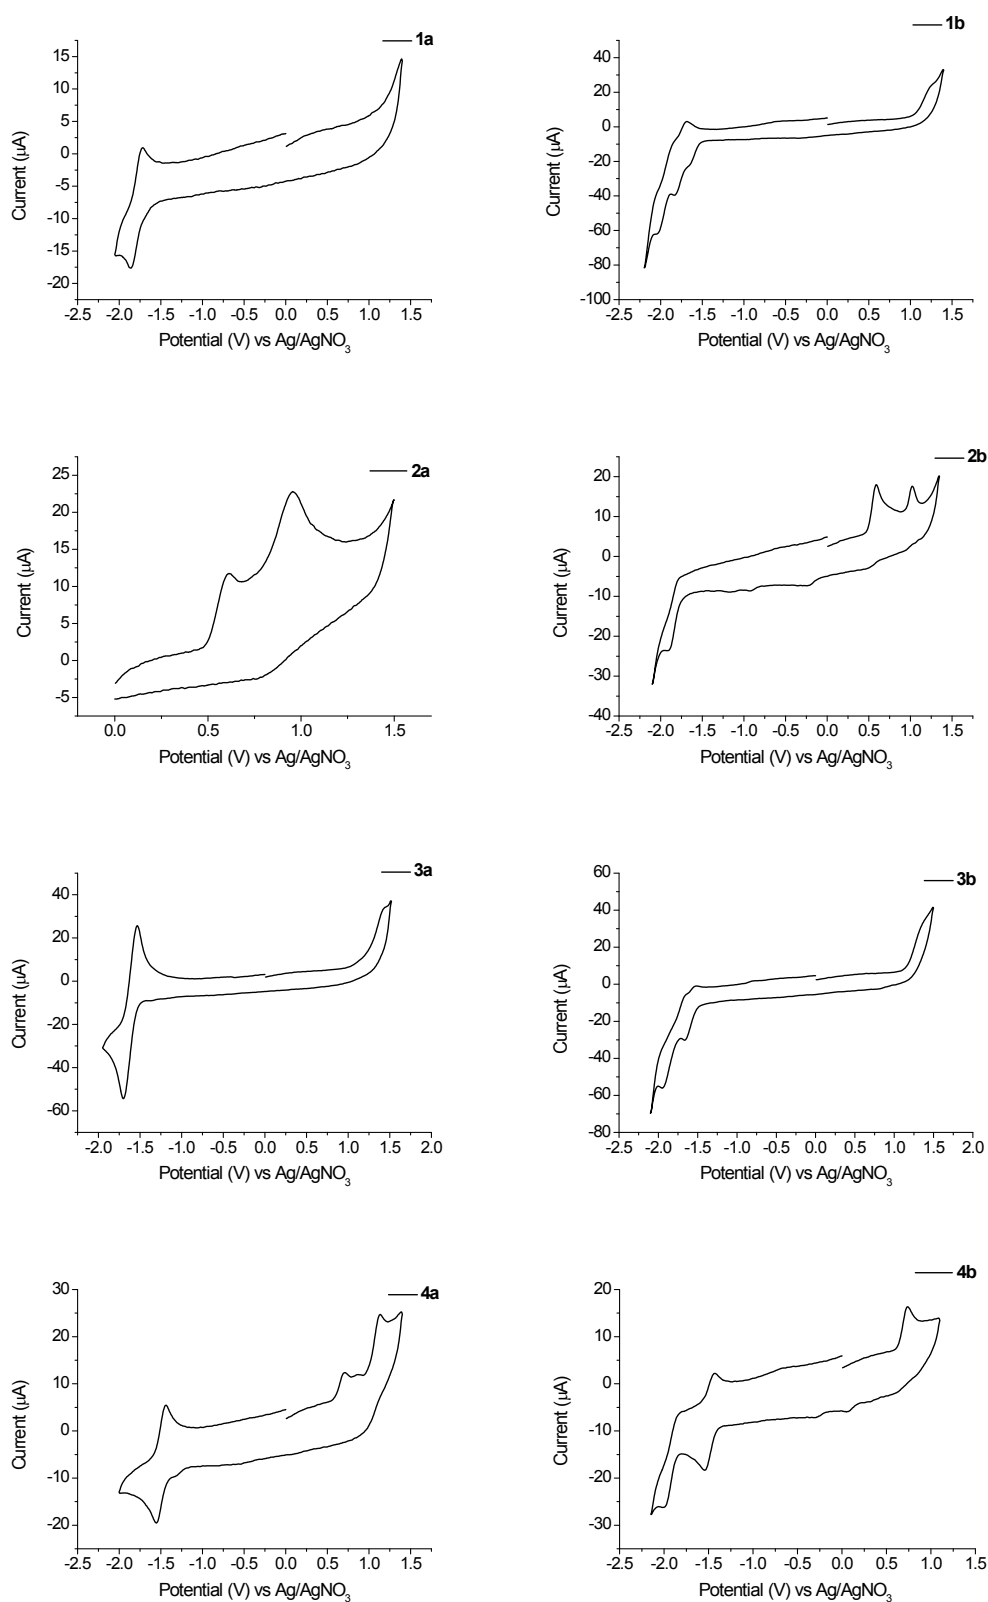 1a
15
10
5
0
-5
-10
-15
-20
Current (μA)
-2.5 -2.0 -1.5 -1.0 -0.5 0.0 0.5 1.0 1.5
Potential (V) vs Ag/AgNO3
1b
40
20
0
-20
-40
-60
-80
-100
Current (μA)
-2.5 -2.0 -1.5 -1.0 -0.5 0.0 0.5 1.0 1.5
Potential (V) vs Ag/AgNO3
2a
25
20
15
10
5
0
-5
Current (μA)
0.0 0.5 1.0 1.5
Potential (V) vs Ag/AgNO3
2b
20
10
0
-10
-20
-30
-40
Current (μA)
-2.5 -2.0 -1.5 -1.0 -0.5 0.0 0.5 1.0 1.5
Potential (V) vs Ag/AgNO3
3a
40
20
0
-20
-40
-60
Current (μA)
-2.0 -1.5 -1.0 -0.5 0.0 0.5 1.0 1.5 2.0
Potential (V) vs Ag/AgNO3
3b
60
40
20
0
-20
-40
-60
-80
Current (μA)
-2.5 -2.0 -1.5 -1.0 -0.5 0.0 0.5 1.0 1.5 2.0
Potential (V) vs Ag/AgNO3
4a
30
20
10
0
-10
-20
Current (μA)
-2.5 -2.0 -1.5 -1.0 -0.5 0.0 0.5 1.0 1.5
Potential (V) vs Ag/AgNO3
4b
20
10
0
-10
-20
-30
Current (μA)
-2.5 -2.0 -1.5 -1.0 -0.5 0.0 0.5 1.0 1.5
Potential (V) vs Ag/AgNO3